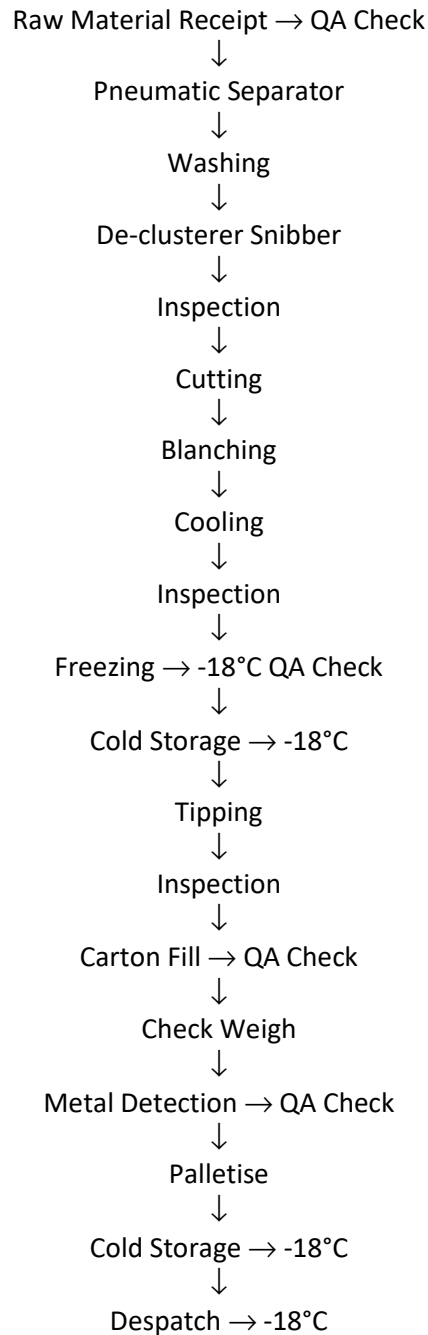 Raw Material Receipt → QA Check
↓
Pneumatic Separator
↓
Washing
↓
De-clusterer Snibber
↓
Inspection
↓
Cutting
↓
Blanching
↓
Cooling
↓
Inspection
↓
Freezing → -18°C QA Check
↓
Cold Storage → -18°C
↓
Tipping
↓
Inspection
↓
Carton Fill → QA Check
↓
Check Weigh
↓
Metal Detection → QA Check
↓
Palletise
↓
Cold Storage → -18°C
↓
Despatch → -18°C